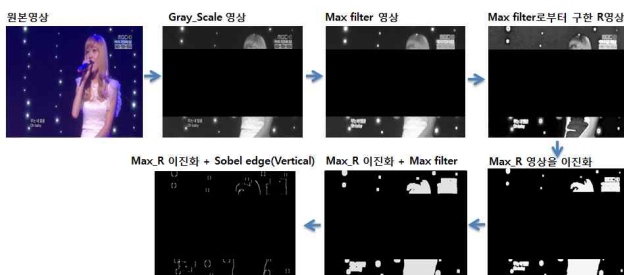 원본영상
Gray_Scale 영상
Max filter 영상
Max filter로부터 구한 R영상
Max_R 이진화 + Sobel edge(Vertical)
Max_R 이진화 + Max filter
Max_R 영상을 이진화